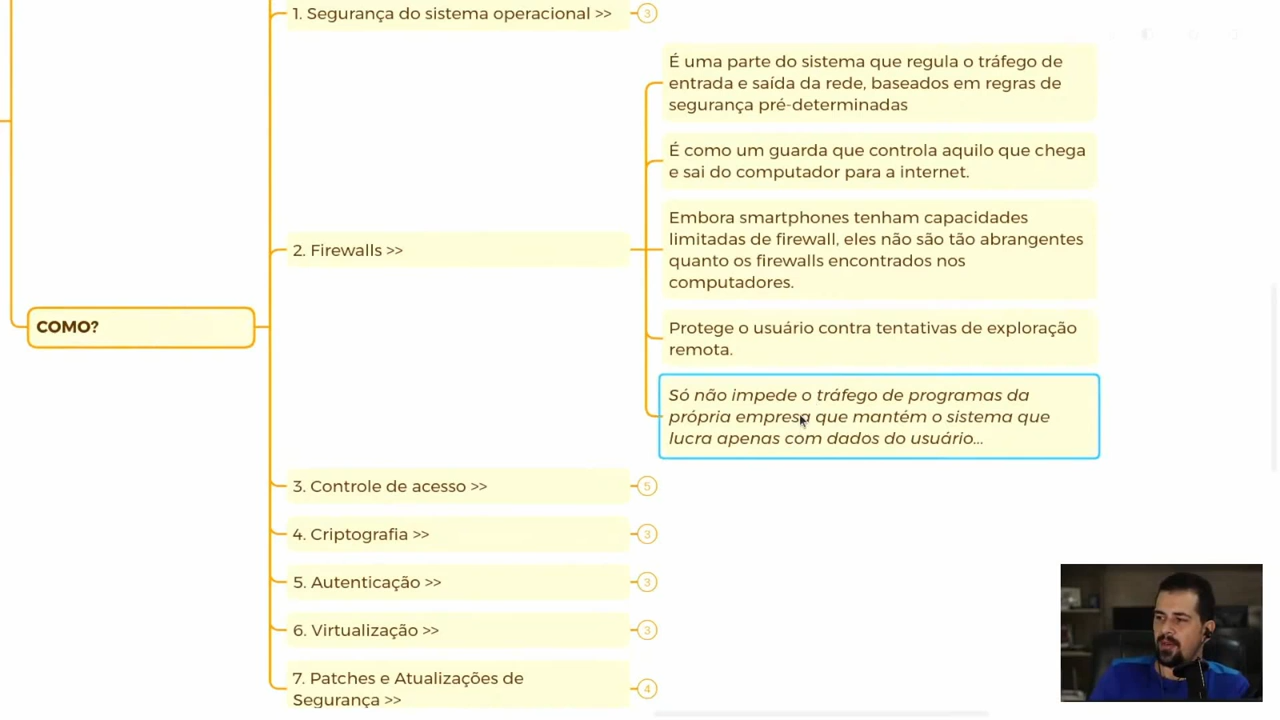 1. Segurança do sistema operacional >>
3
É uma parte do sistema que regula o tráfego de
entrada e saída da rede, baseados em regras de
segurança pré-determinadas
É como um guarda que controla aquilo que chega
e sai do computador para a internet.
2. Firewalls >>
Embora smartphones tenham capacidades
limitadas de firewall, eles não são tão abrangentes
quanto os firewalls encontrados nos
computadores.
COMO?
Protege o usuário contra tentativas de exploração
remota.
Só não impede o tráfego de programas da
própria empresa que mantém o sistema que
lucra apenas com dados do usuário...
3. Controle de acesso >>
5
4. Criptografia >>
3
5. Autenticação >>
3
6. Virtualização >>
3
7. Patches e Atualizações de
Segurança >>
4